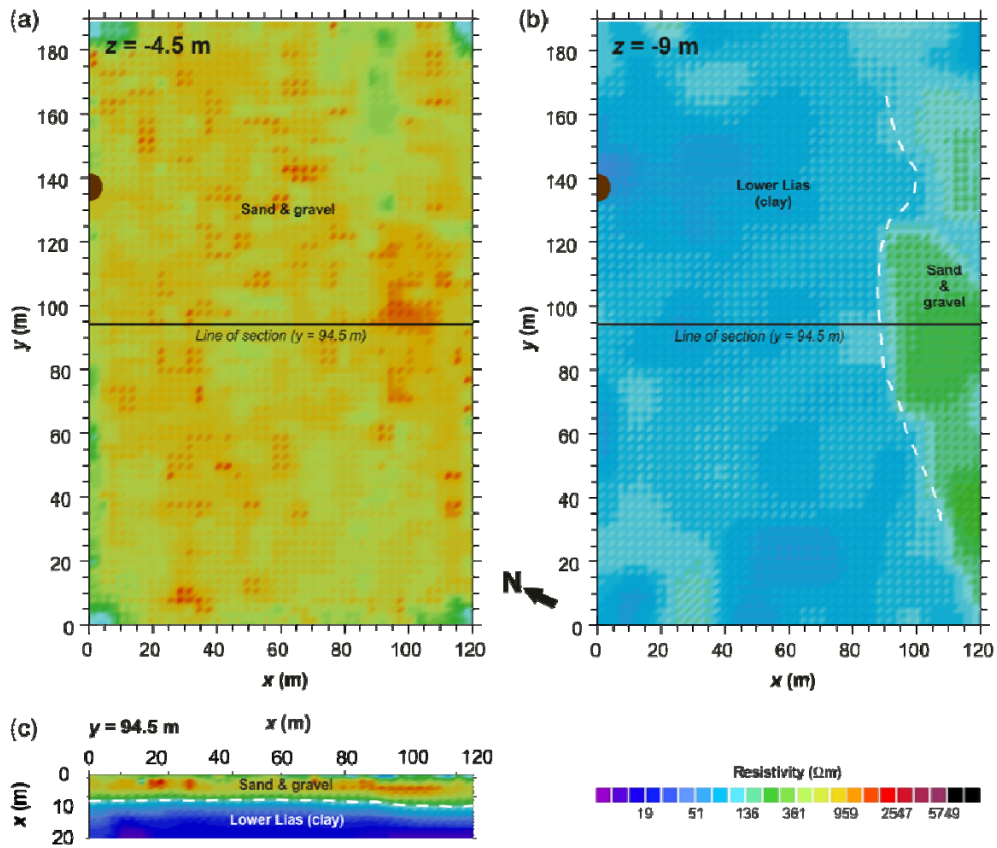 (a)
z = -4.5 m
180
160
140
120
100
80
60
40
20
0
y (m)
Sand & gravel
Line of section (y = 94.5 m)
0 20 40 60 80 100 120
x (m)
(b)
z = -9 m
180
160
140
120
100
80
60
40
20
0
y (m)
Lower Lias
(clay)
Sand
&
gravel
Line of section (y = 94.5 m)
N
0 20 40 60 80 100 120
x (m)
(c)
y = 94.5 m
x (m)
0 20 40 60 80 100 120
0
10
20
x (m)
Sand & gravel
Lower Lias (clay)
Resistivity (Ωm)
19 51 136 361 959 2547 5749